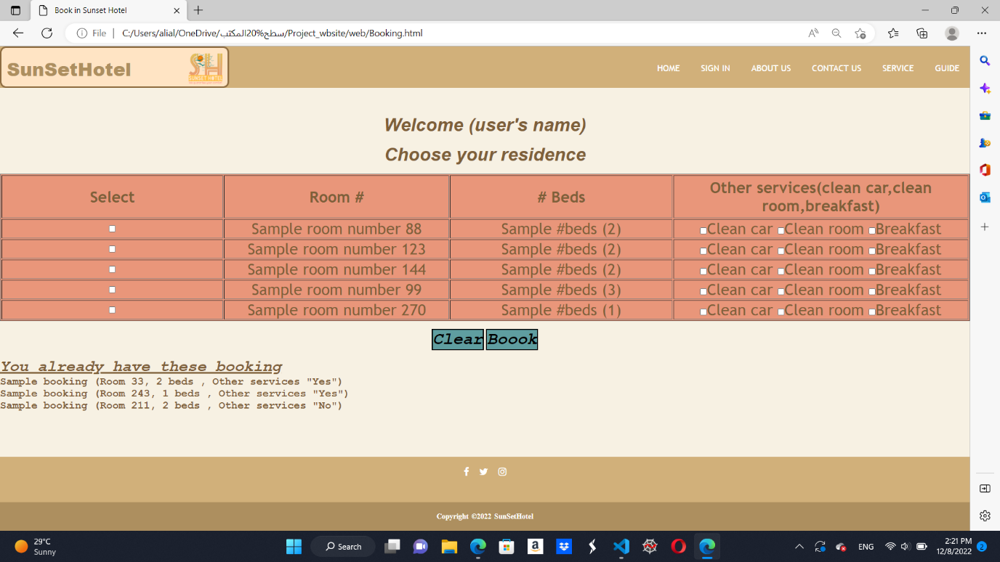 Book in Sunset Hotel
File | C:/Users/alial/OneDrive/سطح%20المكتب/Project_wbsite/web/Booking.html
SunSetHotel
SH
SUNSET HOTEL
HOME SIGN IN ABOUT US CONTACT US SERVICE GUIDE
Welcome (user's name)
Choose your residence
Select Room # # Beds Other services(clean car,clean
room,breakfast)
Sample room number 88 Sample #beds (2) Clean car Clean room Breakfast
Sample room number 123 Sample #beds (2) Clean car Clean room Breakfast
Sample room number 144 Sample #beds (2) Clean car Clean room Breakfast
Sample room number 99 Sample #beds (3) Clean car Clean room Breakfast
Sample room number 270 Sample #beds (1) Clean car Clean room Breakfast
Clear Boook
You already have these booking
Sample booking (Room 33, 2 beds , Other services "Yes")
Sample booking (Room 243, 1 beds , Other services "Yes")
Sample booking (Room 211, 2 beds , Other services "No")
Copyright ©2022 SunSetHotel
29°C
Sunny
Search
ENG
2:21 PM
12/8/2022
2